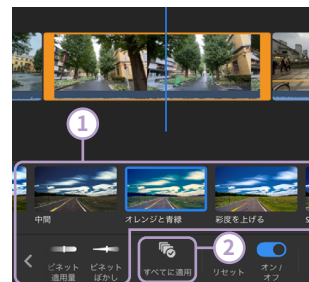 1
中間
オレンジと青緑
彩度を上げる
ビネット
適用量
ビネット
ぼかし
すべてに適用
2
リセット
オン /
オフ